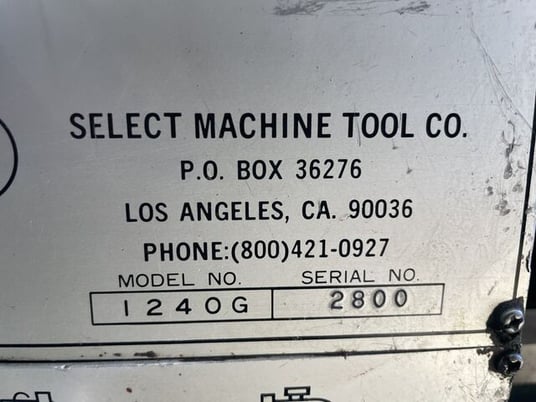 SELECT MACHINE TOOL CO.
P.O. BOX 36276
LOS ANGELES, CA. 90036
PHONE:(800)421-0927
MODEL NO. SERIAL NO.
1240G 2800